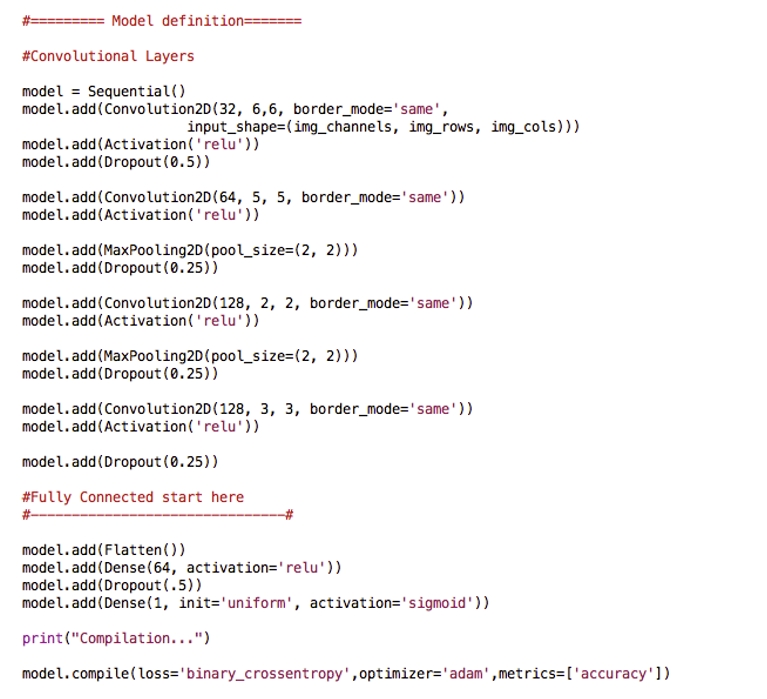 #========= Model definition=======
#Convolutional Layers
model = Sequential()
model.add(Convolution2D(32, 6,6, border_mode='same',
input_shape=(img_channels, img_rows, img_cols)))
model.add(Activation('relu'))
model.add(Dropout(0.5))
model.add(Convolution2D(64, 5, 5, border_mode='same'))
model.add(Activation('relu'))
model.add(MaxPooling2D(pool_size=(2, 2)))
model.add(Dropout(0.25))
model.add(Convolution2D(128, 2, 2, border_mode='same'))
model.add(Activation('relu'))
model.add(MaxPooling2D(pool_size=(2, 2)))
model.add(Dropout(0.25))
model.add(Convolution2D(128, 3, 3, border_mode='same'))
model.add(Activation('relu'))
model.add(Dropout(0.25))
#Fully Connected start here
#-------------------------------#
model.add(Flatten())
model.add(Dense(64, activation='relu'))
model.add(Dropout(.5))
model.add(Dense(1, init='uniform', activation='sigmoid'))
print("Compilation...")
model.compile(loss='binary_crossentropy',optimizer='adam',metrics=['accuracy'])